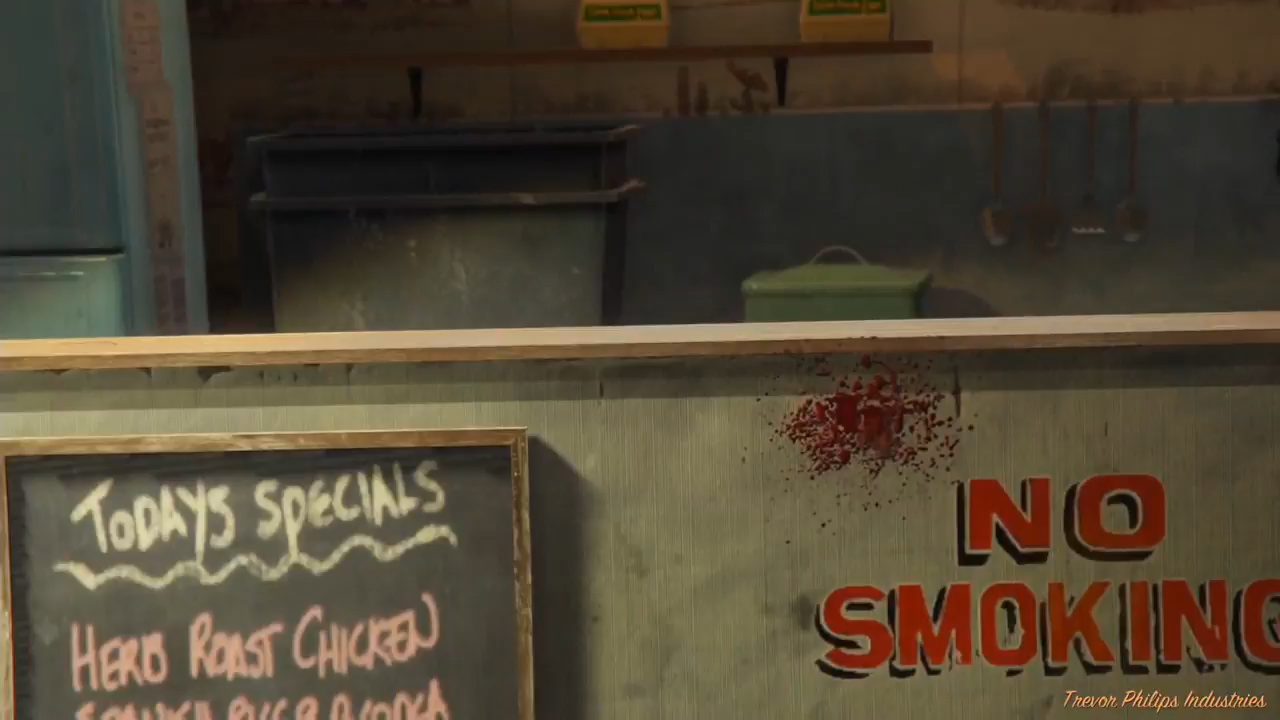 TODAYS SPECIALS
HERB ROAST CHICKEN
NO
SMOKING
Trevor Philips Industries